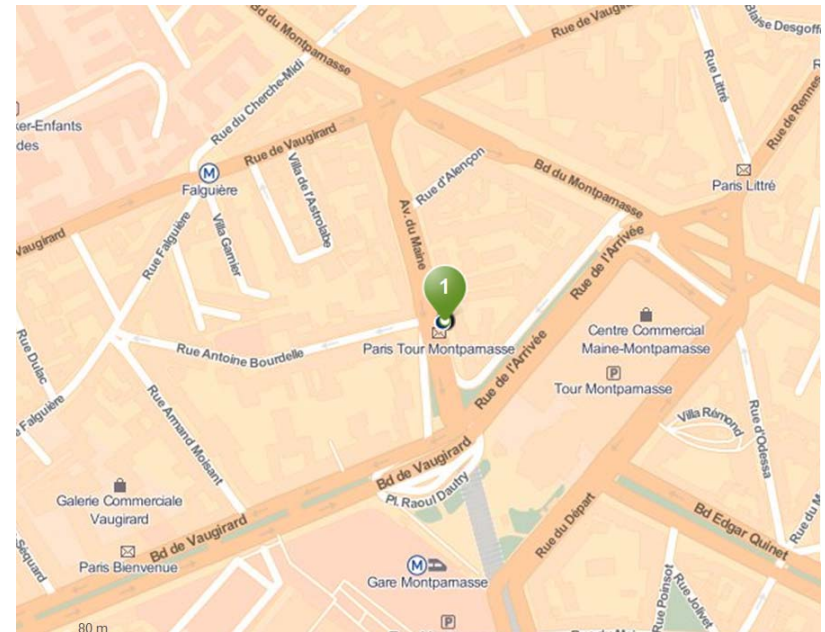 Bd du Montparnasse
Rue de Vaug
Blaise Desgoffe
Rue Littré
Rue de Rennes
R
Rue du Cherche-Midi
ker-Enfants
des
Rue de Vaugirard
M
Falguière
Villa de l'Astrolabe
Rue d'Alençon
Bd du Montparnasse
Paris Littré
Vaugirard
Rue Falguière
Villa Garnier
Av. du Maine
Rue de l'Arrivée
1
Centre Commercial
Maine-Montparnasse
Paris Tour Montparnasse
Rue Antoine Bourdelle
Rue de l'Arrivée
P
Tour Montparnasse
Rue Dulac
e Falguière
Rue Armand Moisant
Villa Rémond
Rue d'Odessa
Bd de Vaugirard
Pl. Raoul Dautry
Galerie Commerciale
Vaugirard
Bd de Vaugirard
Rue du Départ
Bd Edgar Quinet
Rue du M
Séquard
Paris Bienvenue
M
Gare Montparnasse
Rue Poinsot
Rue Jolivet
P
80 m